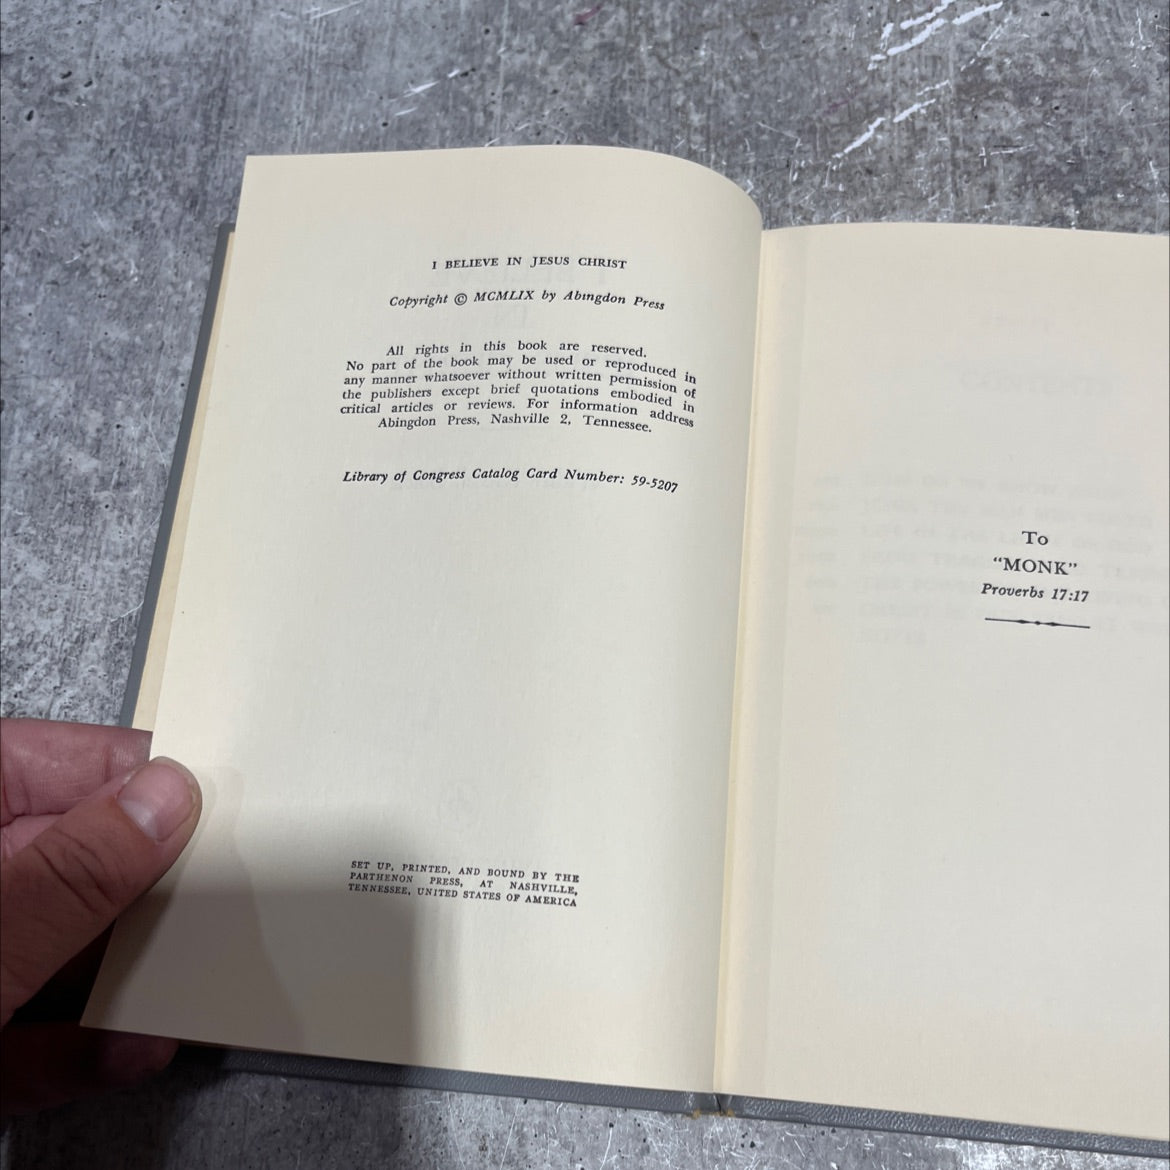 I BELIEVE IN JESUS CHRIST
Copyright © MCMLIX by Abingdon Press
All rights in this book are reserved.
No part of the book may be used or reproduced in
any manner whatsoever without written permission of
the publishers except brief quotations embodied in
critical articles or reviews. For information address
Abingdon Press, Nashville 2, Tennessee.
Library of Congress Catalog Card Number: 59-5207
SET UP, PRINTED, AND BOUND BY THE
PARTHENON PRESS, AT NASHVILLE,
TENNESSEE, UNITED STATES OF AMERICA
To
“MONK”
Proverbs 17:17